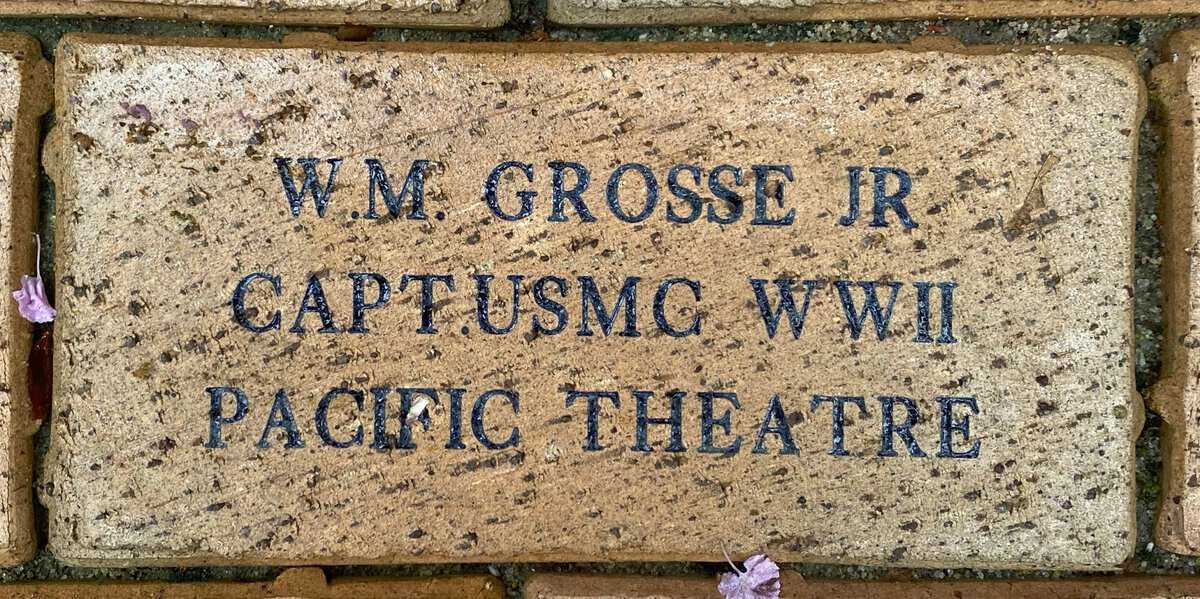 W.M. GROSSE JR
CAPT.USMC WWII
PACIFIC THEATRE